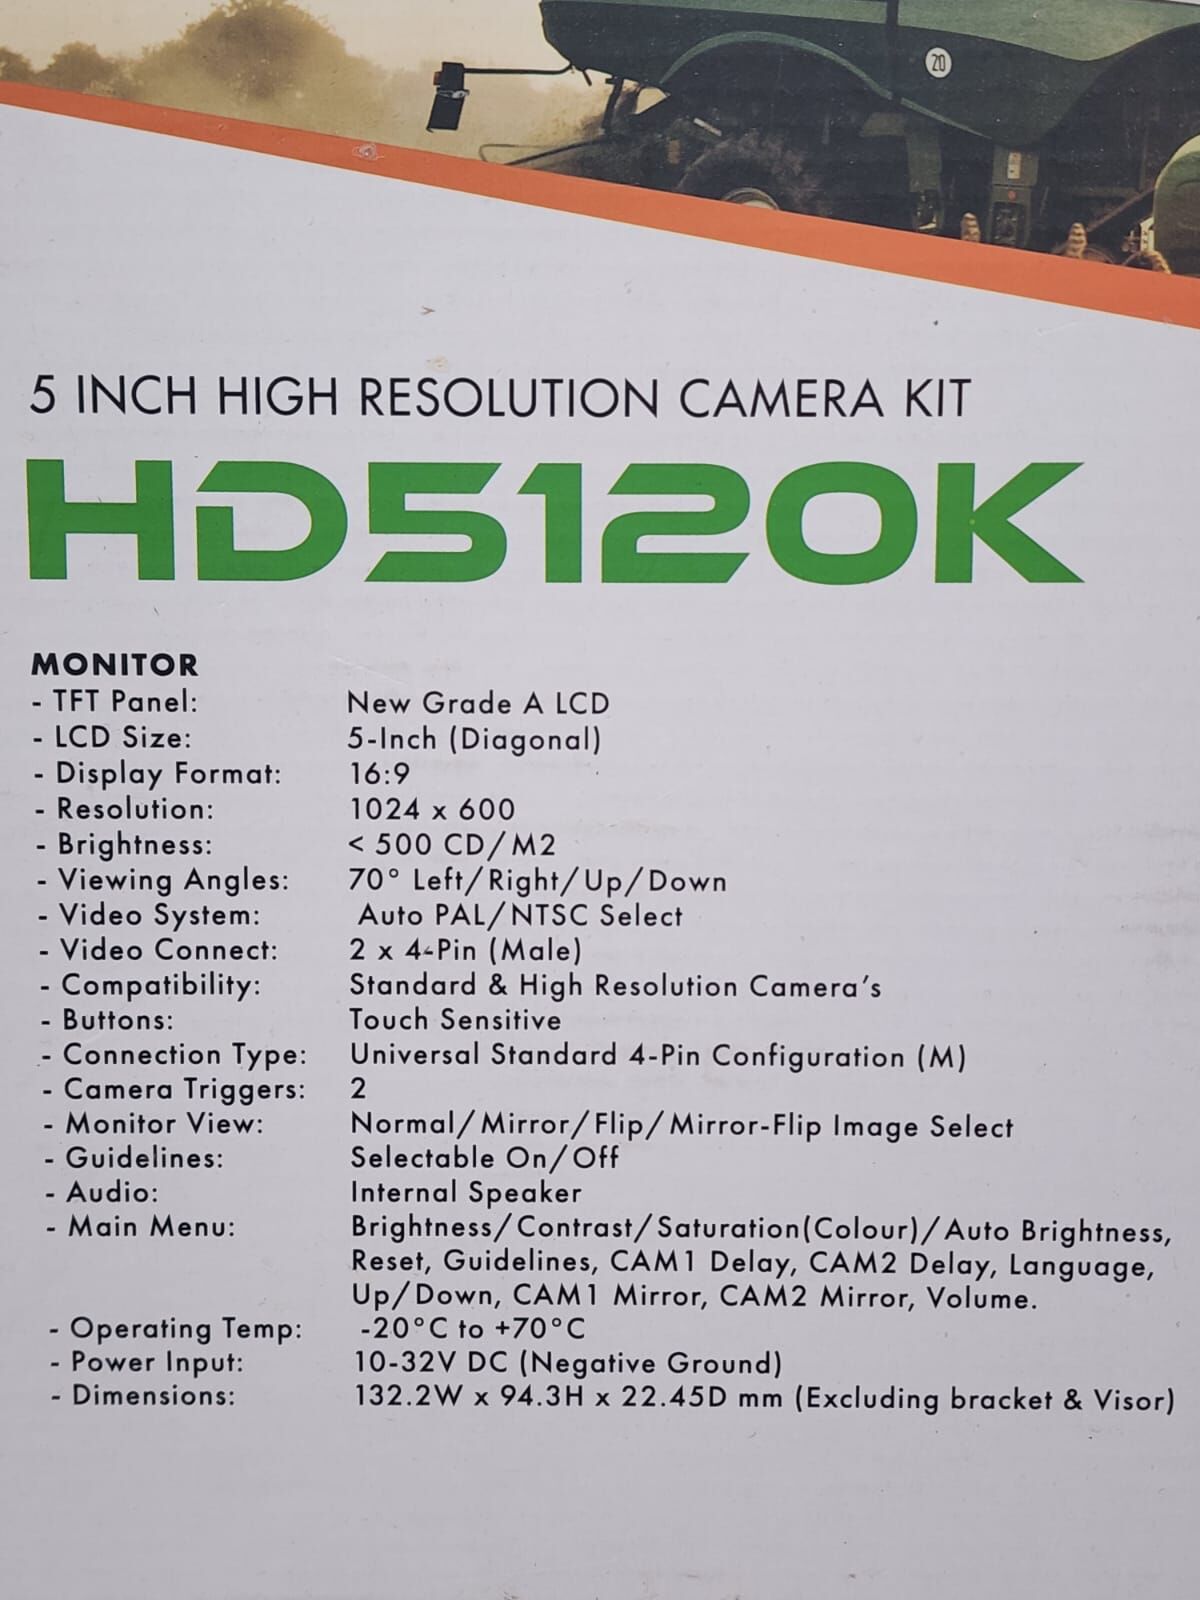 20
5 INCH HIGH RESOLUTION CAMERA KIT
HD5120K
MONITOR
- TFT Panel: New Grade A LCD
- LCD Size: 5-Inch (Diagonal)
- Display Format: 16:9
- Resolution: 1024 x 600
- Brightness: < 500 CD/M2
- Viewing Angles: 70° Left/Right/Up/Down
- Video System: Auto PAL/NTSC Select
- Video Connect: 2 x 4-Pin (Male)
- Compatibility: Standard & High Resolution Camera's
- Buttons: Touch Sensitive
- Connection Type: Universal Standard 4-Pin Configuration (M)
- Camera Triggers: 2
- Monitor View: Normal/Mirror/Flip/Mirror-Flip Image Select
- Guidelines: Selectable On/Off
- Audio: Internal Speaker
- Main Menu: Brightness/Contrast/Saturation(Colour)/Auto Brightness,
Reset, Guidelines, CAM1 Delay, CAM2 Delay, Language,
Up/Down, CAM1 Mirror, CAM2 Mirror, Volume.
- Operating Temp: -20°C to +70°C
- Power Input: 10-32V DC (Negative Ground)
- Dimensions: 132.2W x 94.3H x 22.45D mm (Excluding bracket & Visor)